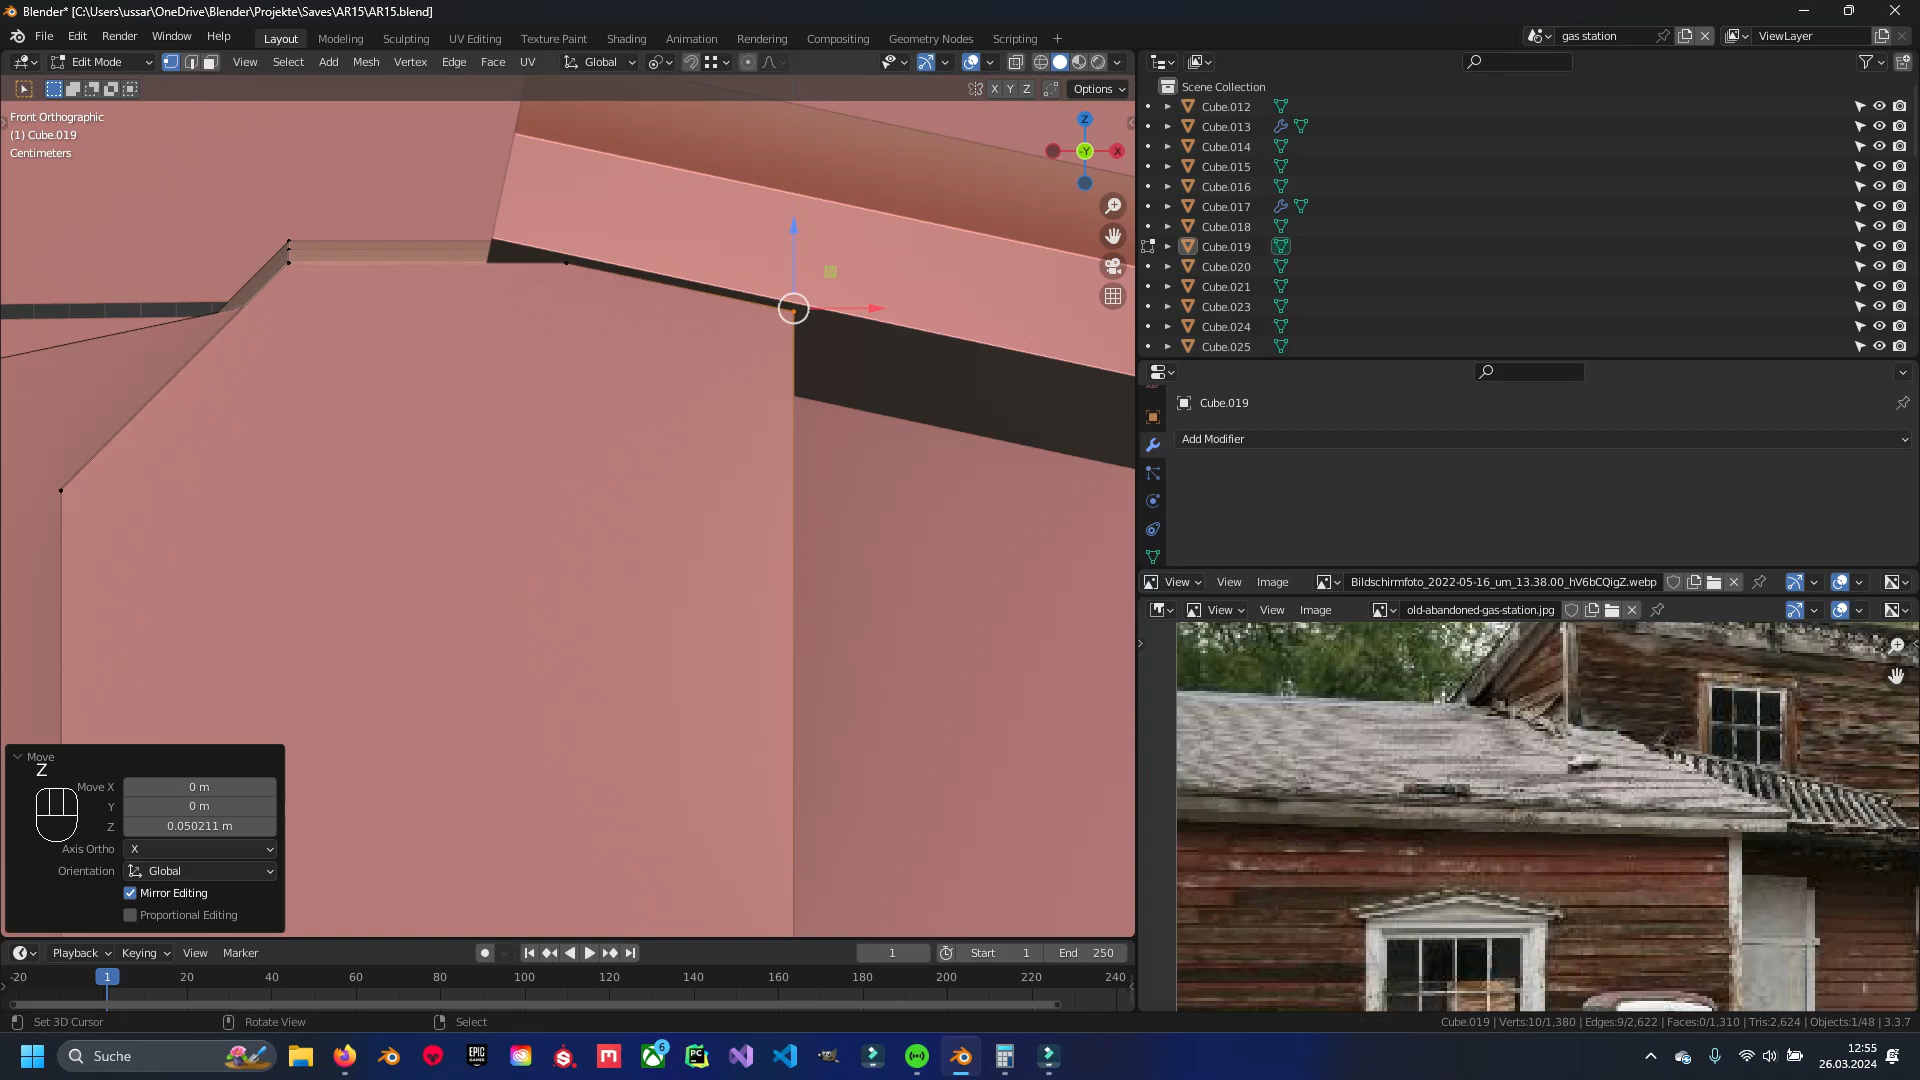 Blender* [C:\Users\ussar\OneDrive\Blender\Projekte\Saves\AR15\AR15.blend]
File Edit Render Window Help Layout Modeling Sculpting UV Editing Texture Paint Shading Animation Rendering Compositing Geometry Nodes Scripting + gas station ViewLayer
Edit Mode View Select Add Mesh Vertex Edge Face UV Global
X Y Z Options
Front Orthographic
(1) Cube.019
Centimeters
Z
-Y
X
Scene Collection
Cube.012
Cube.013
Cube.014
Cube.015
Cube.016
Cube.017
Cube.018
Cube.019
Cube.020
Cube.021
Cube.023
Cube.024
Cube.025
Cube.019
Add Modifier
View View Image Bildschirmfoto_2022-05-16_um_13.38.00_hV6bCQigZ.webp
View View Image old-abandoned-gas-station.jpg
Move
Z
Move X 0 m
Y 0 m
Z 0.050211 m
Axis Ortho X
Orientation Global
Mirror Editing
Proportional Editing
Playback Keying View Marker 1 Start 1 End 250
-20 1 20 40 60 80 100 120 140 160 180 200 220 240
Set 3D Cursor Rotate View Select Cube.019 | Verts:10/1,380 | Edges:9/2,622 | Faces:0/1,310 | Tris:2,624 | Objects:1/48 | 3.3.7
Suche EPIC GAMES 6 PC 12:55
26.03.2024